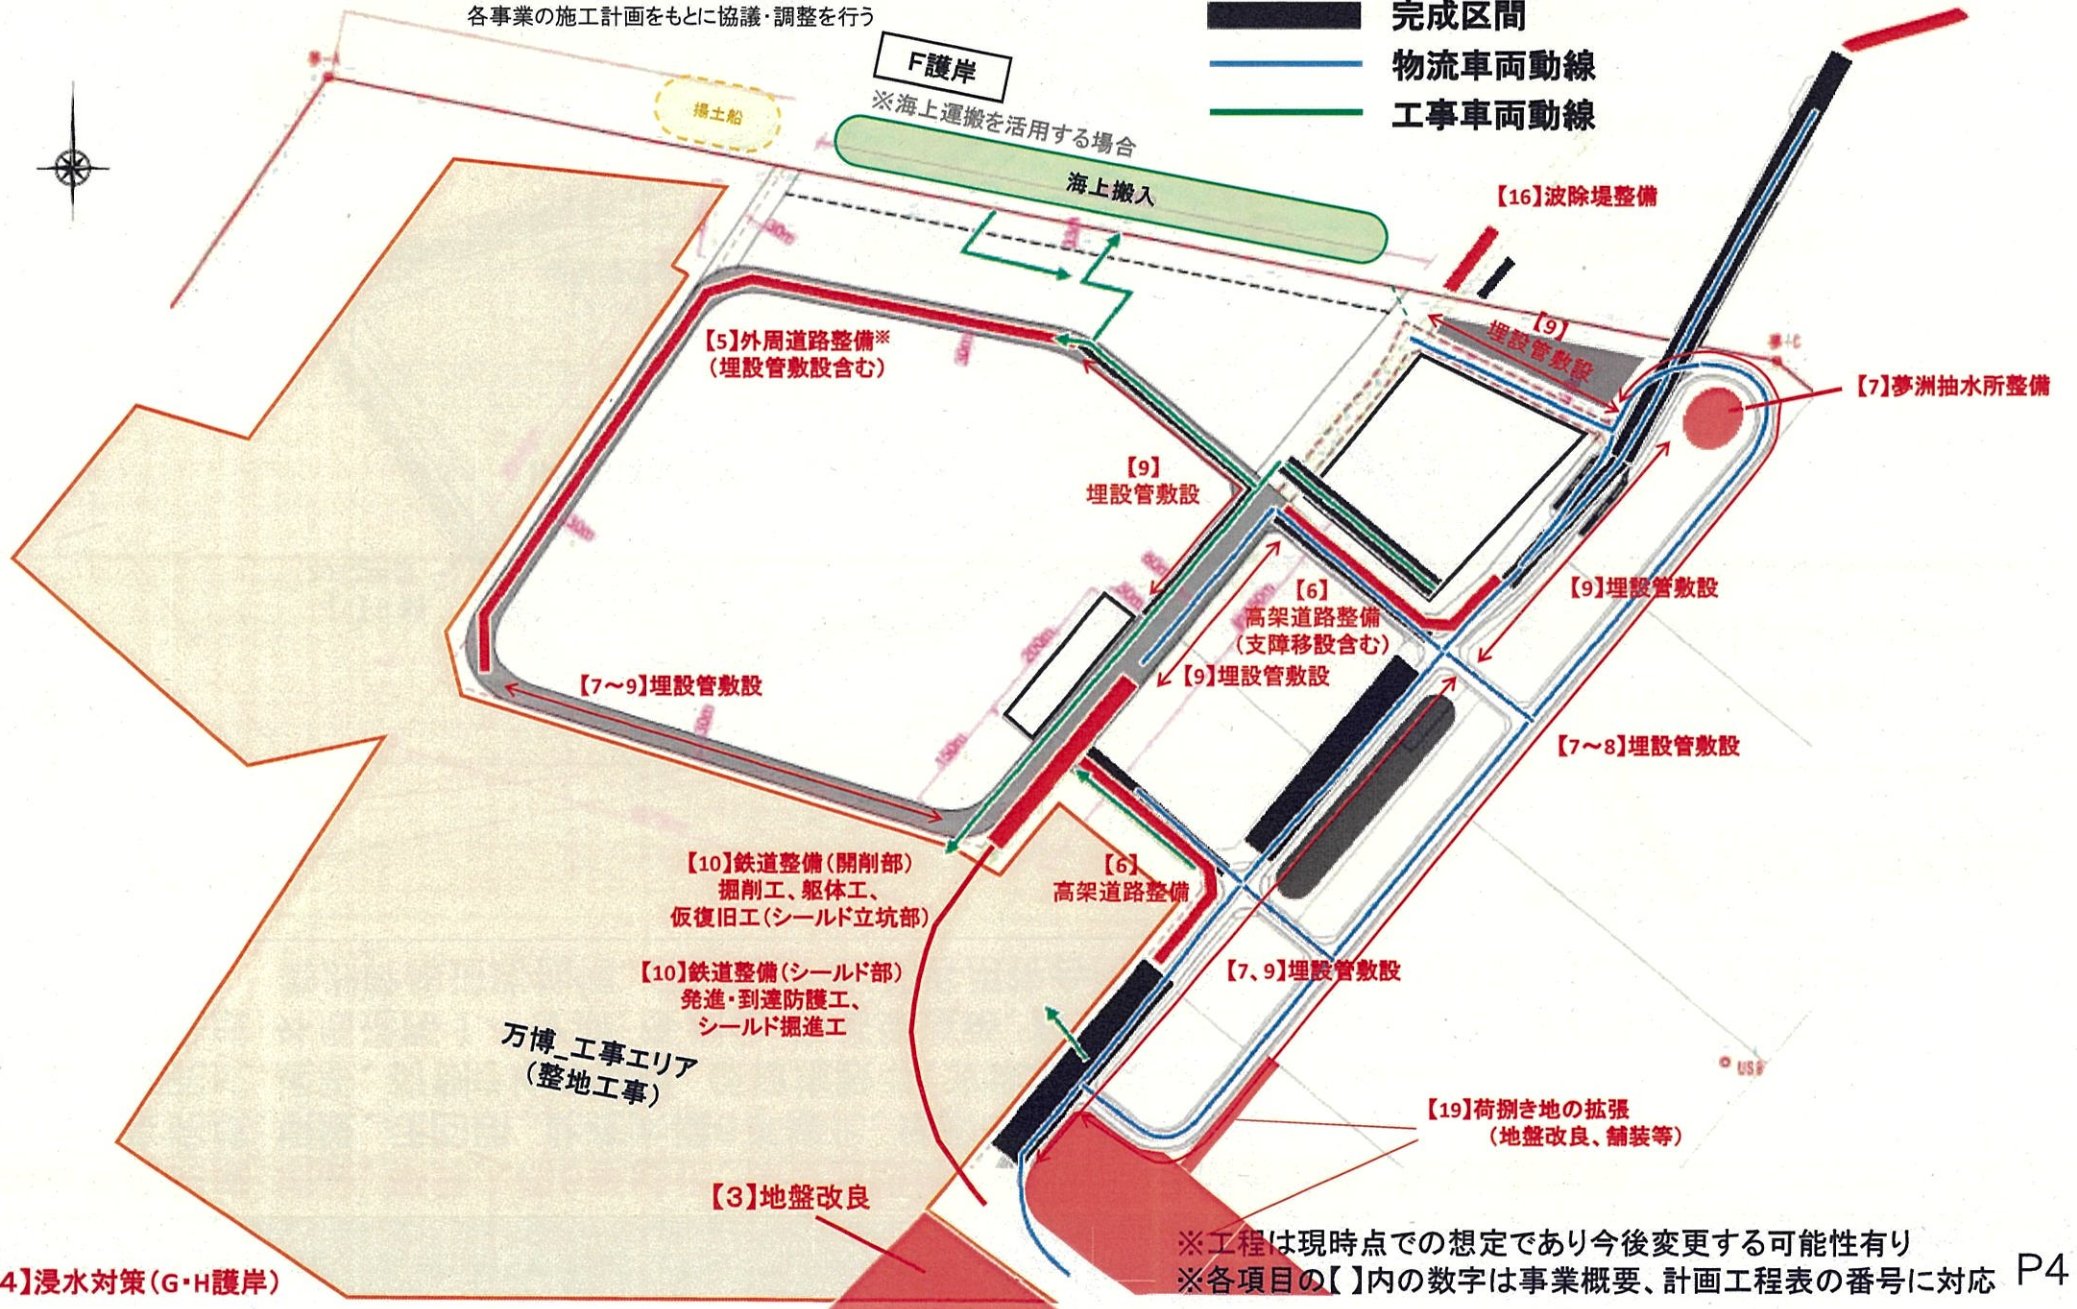 各事業の施工計画をもとに協議・調整を行う
完成区間
物流車両動線
工事車両動線
F護岸
※海上運搬を活用する場合
揚土船
海上搬入
夢-A
【16】波除堤整備
30m
【5】外周道路整備※
(埋設管敷設含む)
【9】
埋設管敷設
夢-C
【7】夢洲抽水所整備
【9】
埋設管敷設
30m
【6】
高架道路整備
(支障移設含む)
【9】埋設管敷設
【9】埋設管敷設
200m
【7~9】埋設管敷設
30m
150m
【7~8】埋設管敷設
【10】鉄道整備(開削部)
掘削工、躯体工、
仮復旧工(シールド立坑部)
【6】
高架道路整備
【10】鉄道整備(シールド部)
発進・到達防護工、
シールド掘進工
【7、9】埋設管敷設
万博_工事エリア
(整地工事)
【19】荷捌き地の拡張
(地盤改良、舗装等)
【3】地盤改良
4】浸水対策(G・H護岸)
※工程は現時点での想定であり今後変更する可能性有り
※各項目の【 】内の数字は事業概要、計画工程表の番号に対応
P4